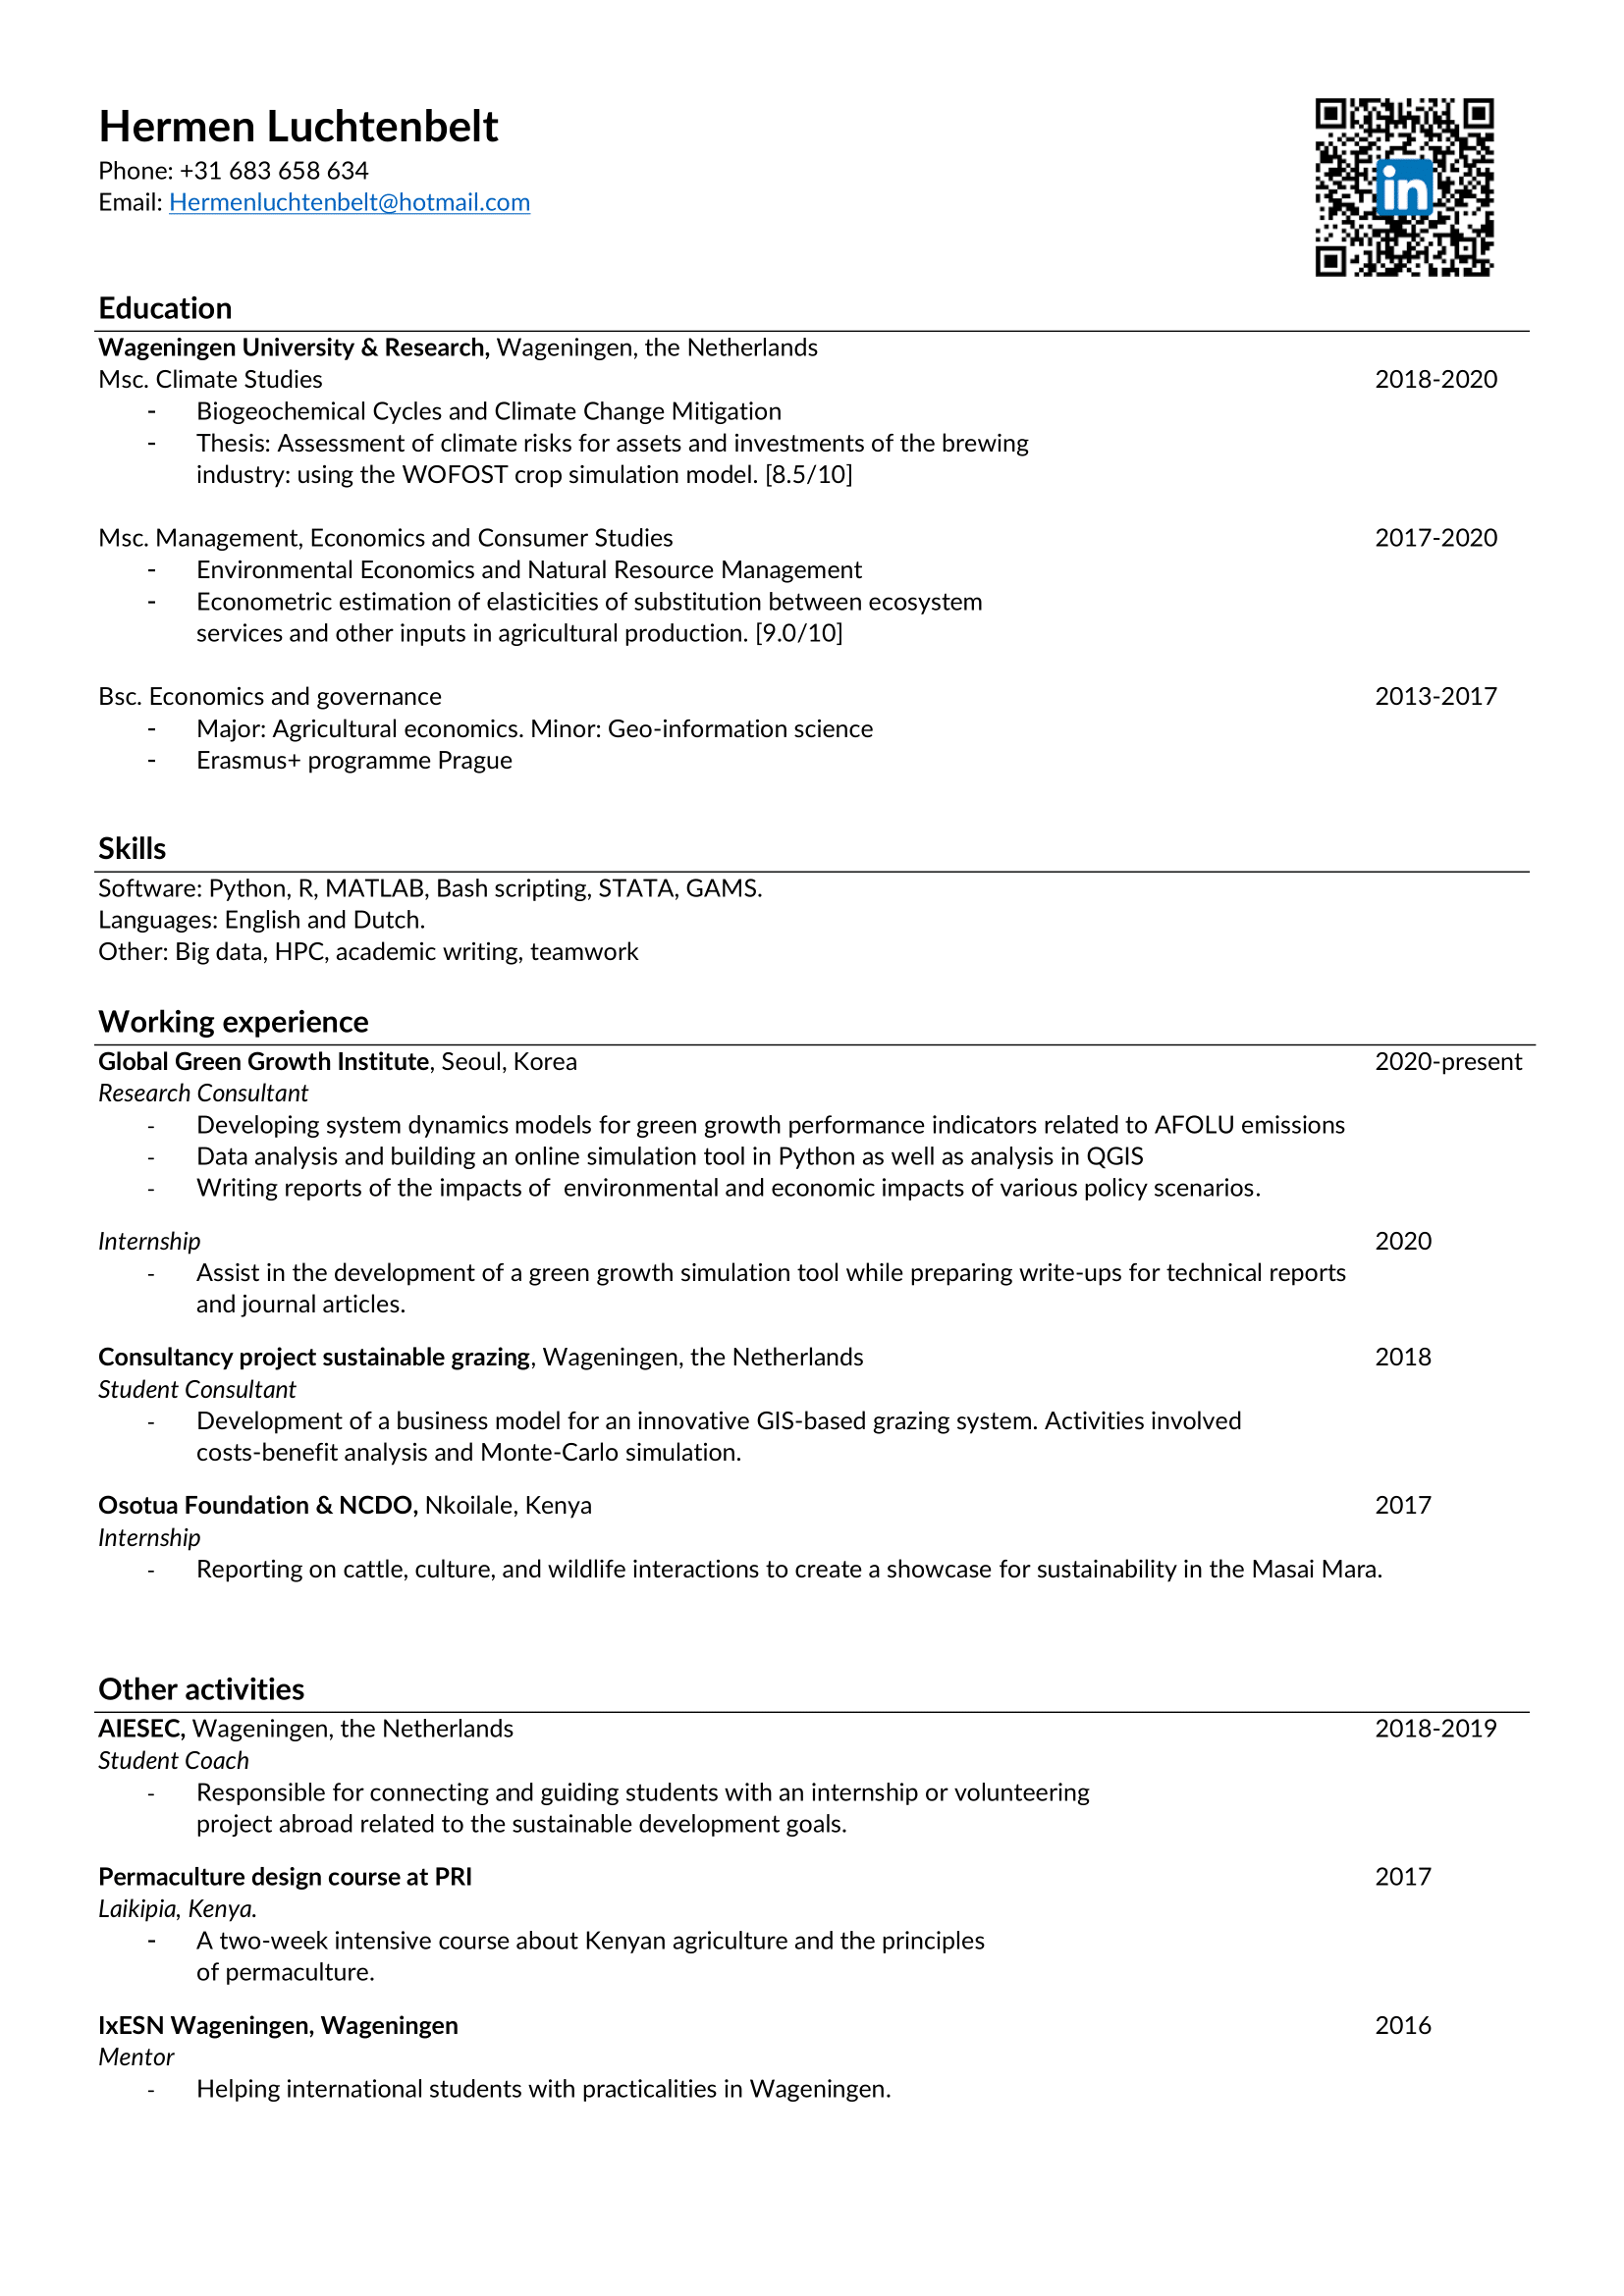 Hermen Luchtenbelt
Phone: +31 683 658 634
Email: Hermenluchtenbelt@hotmail.com
in
Education
Wageningen University & Research, Wageningen, the Netherlands
Msc. Climate Studies 2018-2020
- Biogeochemical Cycles and Climate Change Mitigation
- Thesis: Assessment of climate risks for assets and investments of the brewing
industry: using the WOFOST crop simulation model. [8.5/10]
Msc. Management, Economics and Consumer Studies 2017-2020
- Environmental Economics and Natural Resource Management
- Econometric estimation of elasticities of substitution between ecosystem
services and other inputs in agricultural production. [9.0/10]
Bsc. Economics and governance 2013-2017
- Major: Agricultural economics. Minor: Geo-information science
- Erasmus+ programme Prague
Skills
Software: Python, R, MATLAB, Bash scripting, STATA, GAMS.
Languages: English and Dutch.
Other: Big data, HPC, academic writing, teamwork
Working experience
Global Green Growth Institute, Seoul, Korea 2020-present
Research Consultant
- Developing system dynamics models for green growth performance indicators related to AFOLU emissions
- Data analysis and building an online simulation tool in Python as well as analysis in QGIS
- Writing reports of the impacts of  environmental and economic impacts of various policy scenarios.
Internship 2020
- Assist in the development of a green growth simulation tool while preparing write-ups for technical reports
and journal articles.
Consultancy project sustainable grazing, Wageningen, the Netherlands 2018
Student Consultant
- Development of a business model for an innovative GIS-based grazing system. Activities involved
costs-benefit analysis and Monte-Carlo simulation.
Osotua Foundation & NCDO, Nkoilale, Kenya 2017
Internship
- Reporting on cattle, culture, and wildlife interactions to create a showcase for sustainability in the Masai Mara.
Other activities
AIESEC, Wageningen, the Netherlands 2018-2019
Student Coach
- Responsible for connecting and guiding students with an internship or volunteering
project abroad related to the sustainable development goals.
Permaculture design course at PRI 2017
Laikipia, Kenya.
- A two-week intensive course about Kenyan agriculture and the principles
of permaculture.
IxESN Wageningen, Wageningen 2016
Mentor
- Helping international students with practicalities in Wageningen.